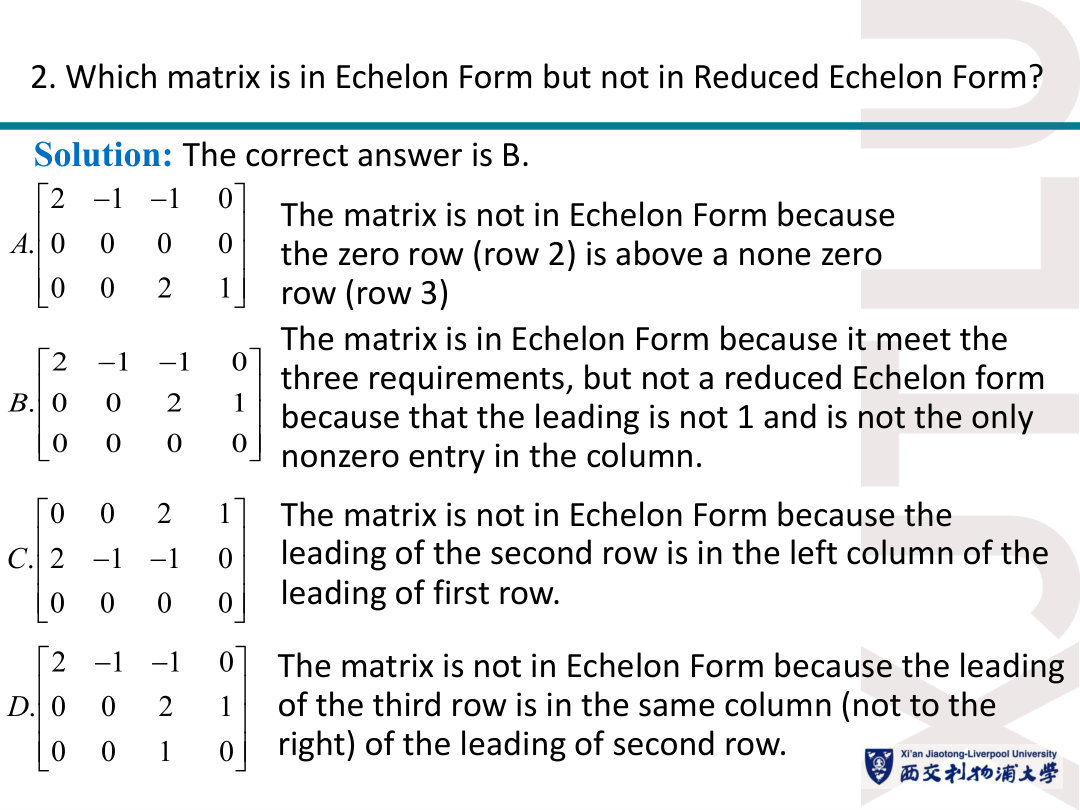 2. Which matrix is in Echelon Form but not in Reduced Echelon Form?
Solution: The correct answer is B.
A. [2 –1 –1 0
0 0 0 0
0 0 2 1]
The matrix is not in Echelon Form because
the zero row (row 2) is above a none zero
row (row 3)
B. [2 –1 –1 0
0 0 2 1
0 0 0 0]
The matrix is in Echelon Form because it meet the
three requirements, but not a reduced Echelon form
because that the leading is not 1 and is not the only
nonzero entry in the column.
C. [0 0 2 1
2 –1 –1 0
0 0 0 0]
The matrix is not in Echelon Form because the
leading of the second row is in the left column of the
leading of first row.
D. [2 –1 –1 0
0 0 2 1
0 0 1 0]
The matrix is not in Echelon Form because the leading
of the third row is in the same column (not to the
right) of the leading of second row.
Xi'an Jiaotong-Liverpool University
西交利物浦大学
XJTLU